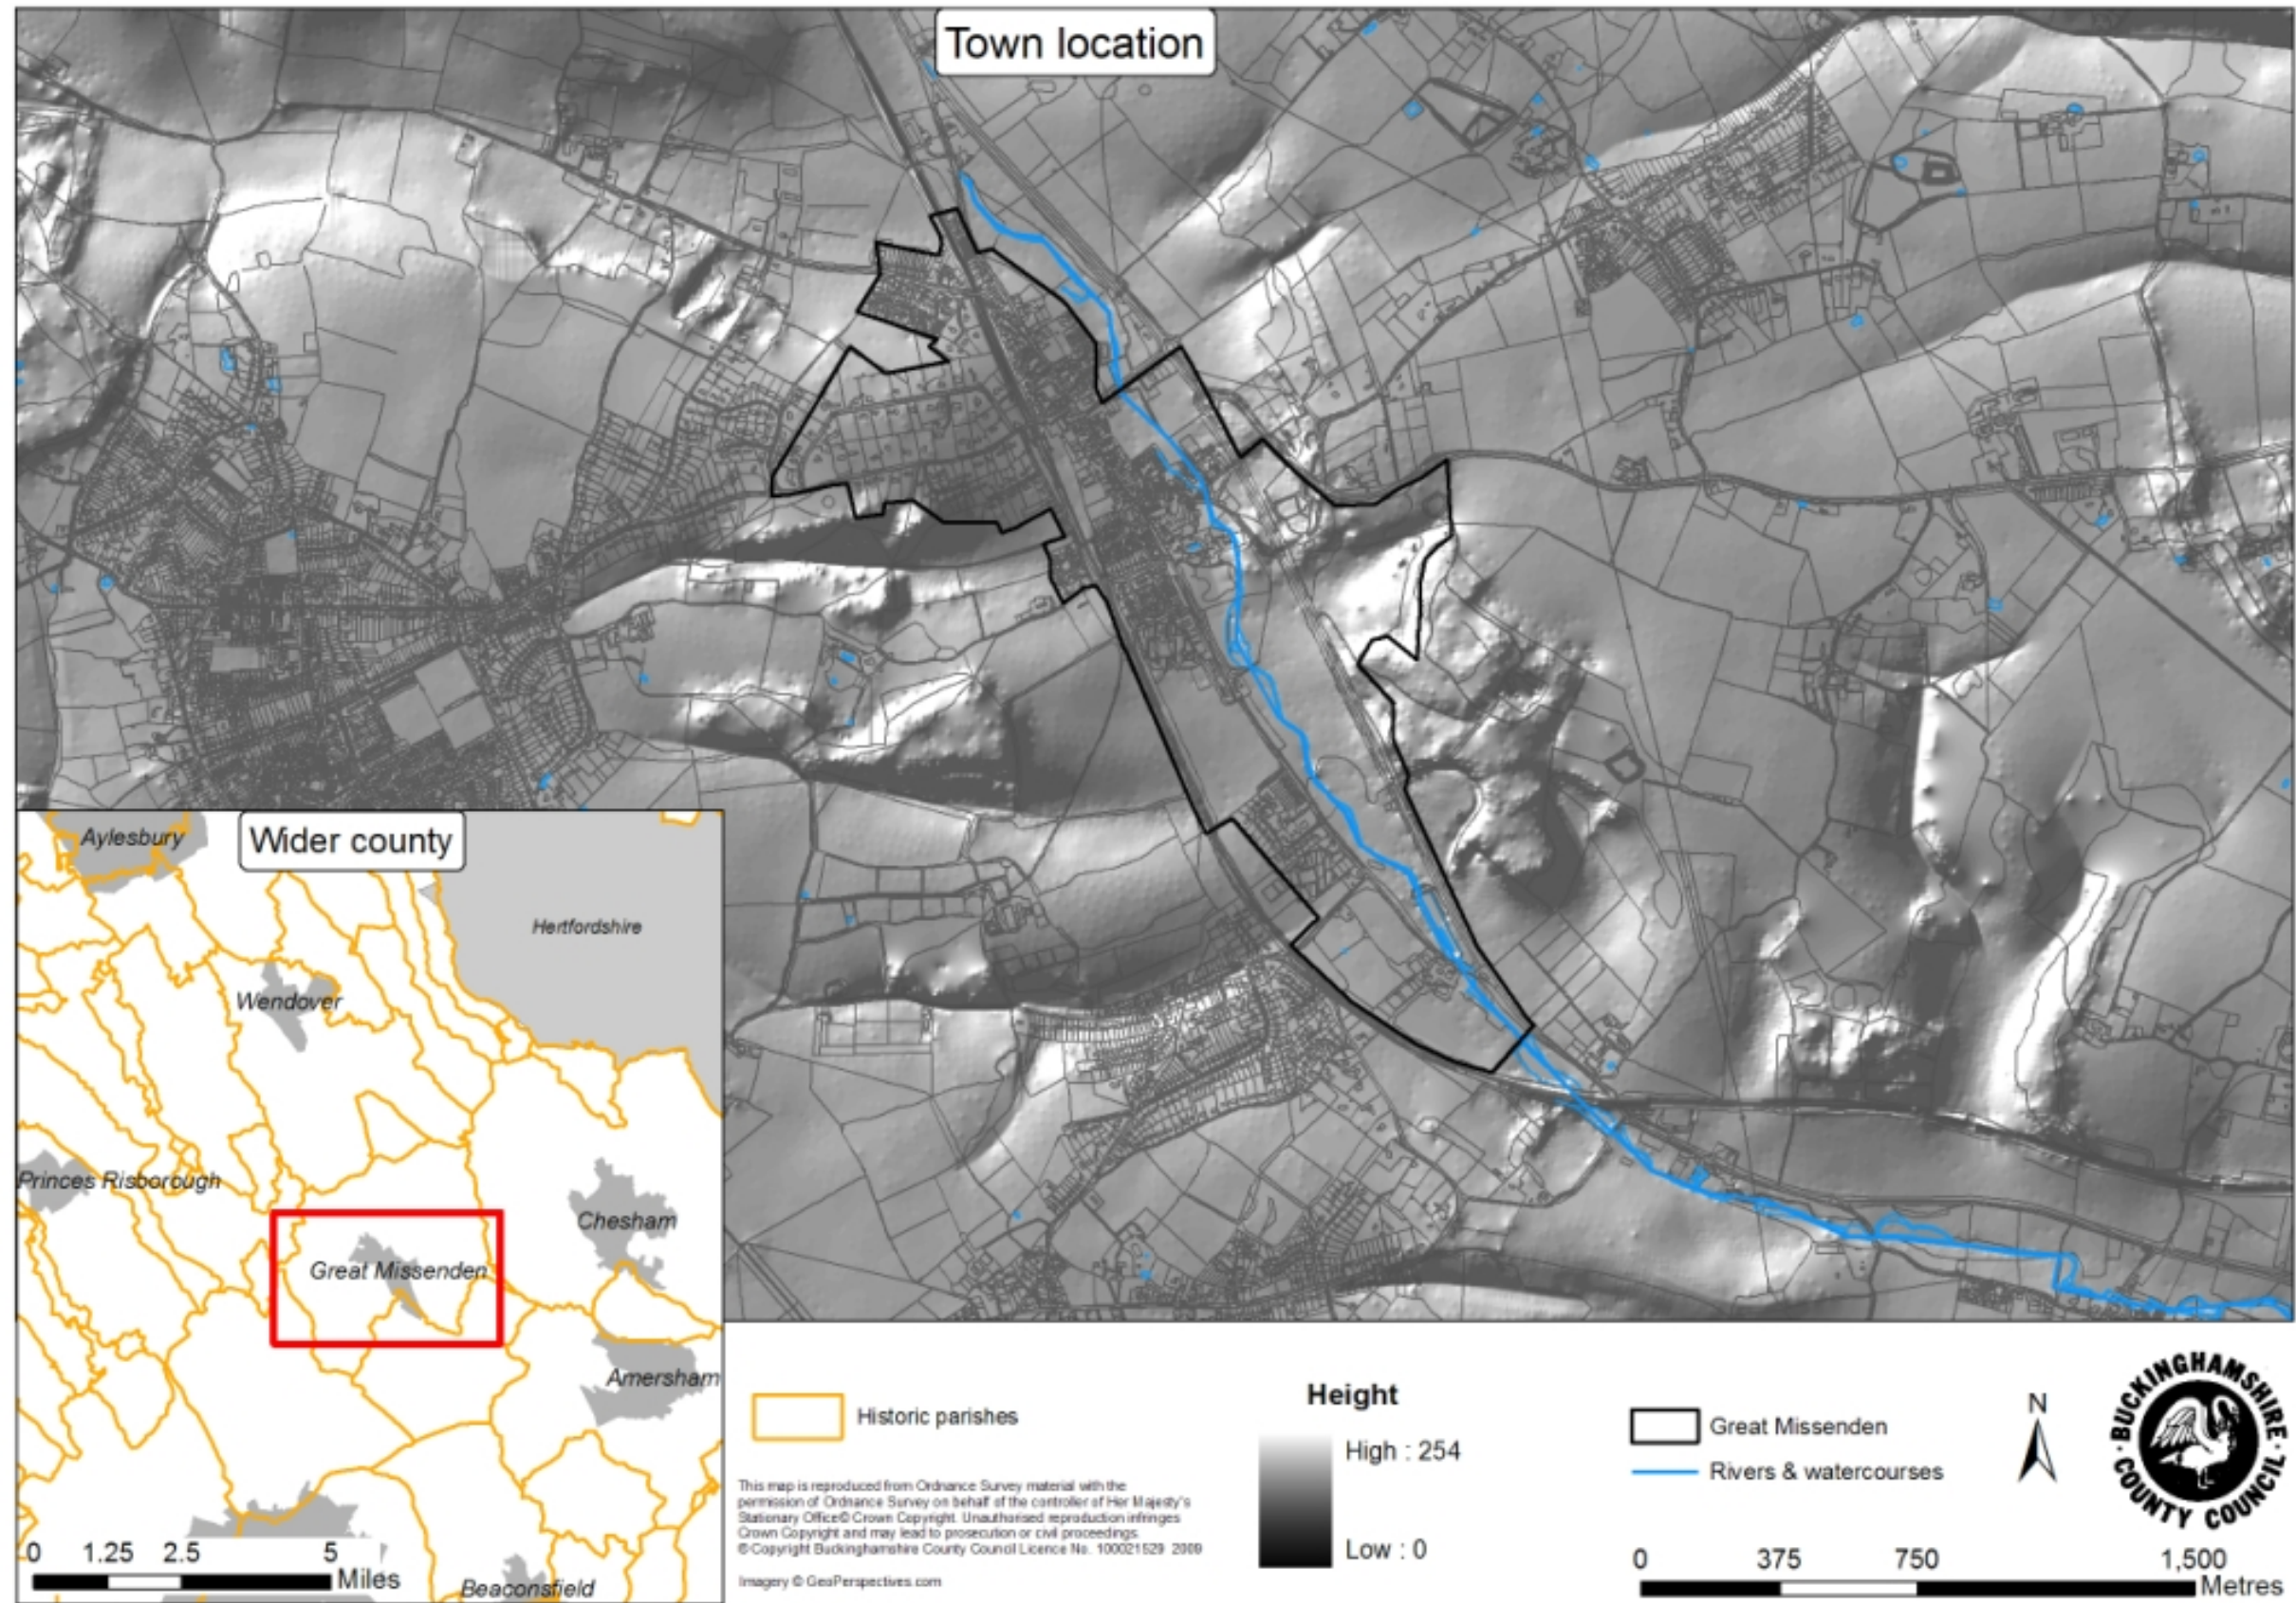 Town location
Wider county
Aylesbury
Hertfordshire
Wendover
Princes Risborough
Chesham
Great Missenden
Amersham
Beaconsfield
0 1.25 2.5 5
Miles
Historic parishes
This map is reproduced from Ordnance Survey material with the
permission of Ordnance Survey on behalf of the controller of Her Majesty's
Stationary Office© Crown Copyright. Unauthorised reproduction infringes
Crown Copyright and may lead to prosecution or civil proceedings.
© Copyright Buckinghamshire County Council Licence No. 100021529 2009
Imagery © GeoPerspectives.com
Height
High : 254
Low : 0
Great Missenden
Rivers & watercourses
N
BUCKINGHAMSHIRE
COUNTY COUNCIL
0 375 750 1,500
Metres